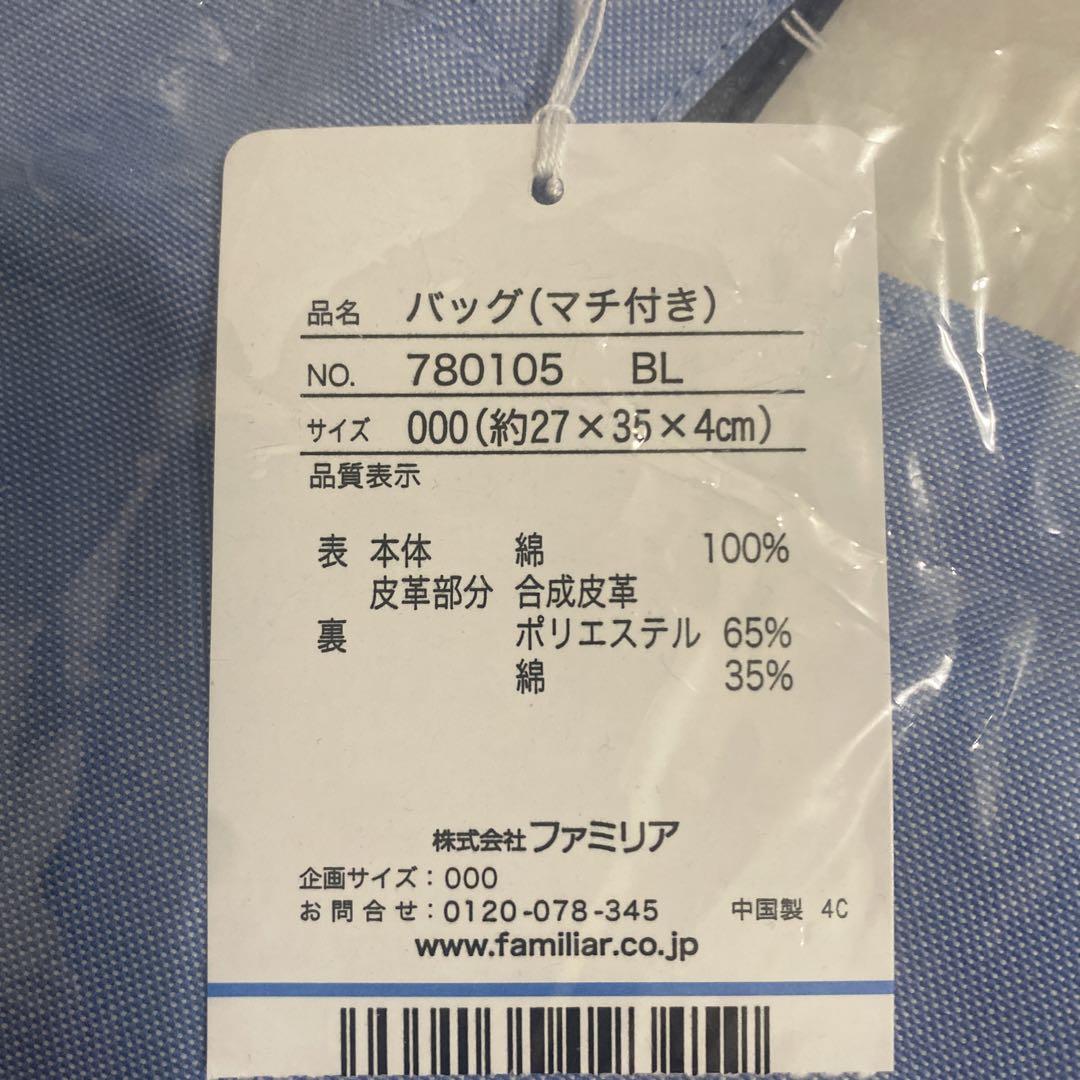 品名 バッグ(マチ付き)
NO. 780105 BL
サイズ 000(約27×35×4cm)
品質表示
表 本体 綿 100%
皮革部分 合成皮革
裏 ポリエステル 65%
綿 35%
株式会社ファミリア
企画サイズ:000
お問合せ:0120-078-345 中国製 4C
www.familiar.co.jp